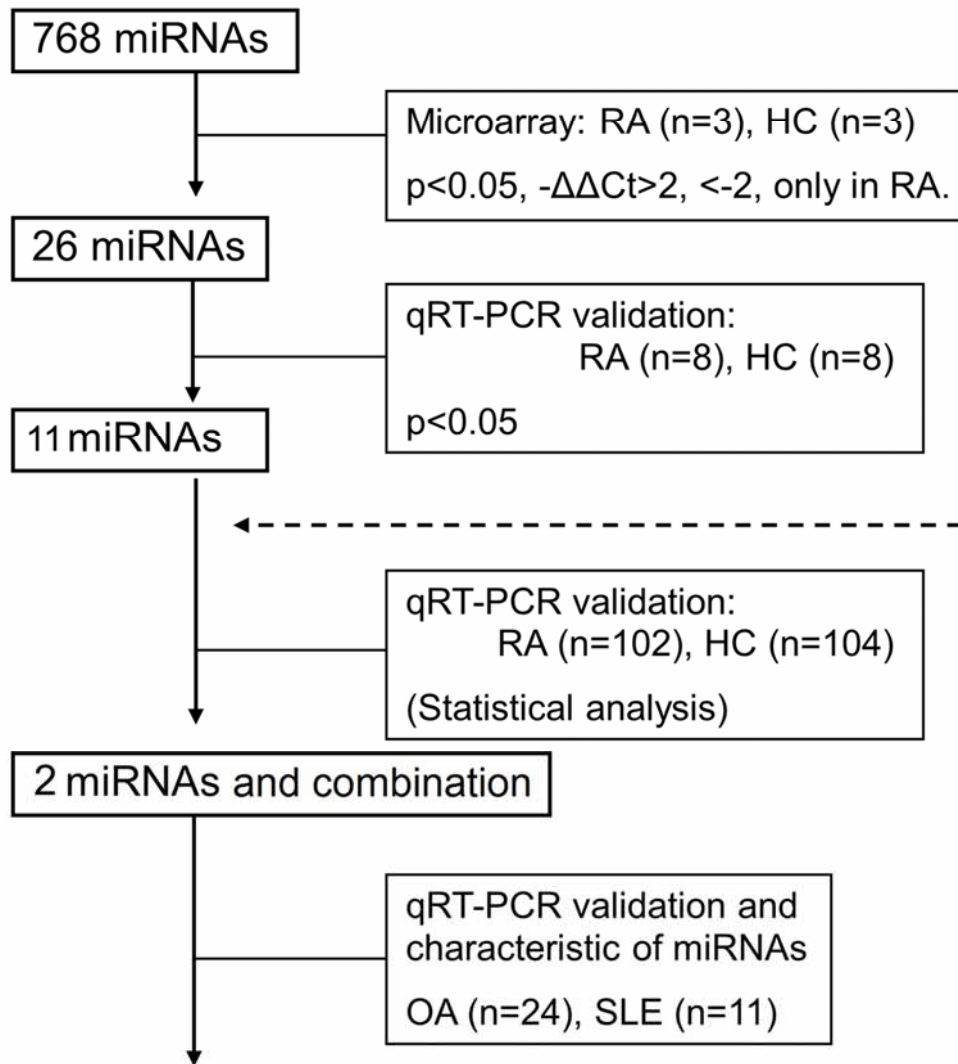 768 miRNAs
Microarray: RA (n=3), HC (n=3)
p<0.05, -ΔΔCt>2, <-2, only in RA.
26 miRNAs
qRT-PCR validation:
RA (n=8), HC (n=8)
p<0.05
11 miRNAs
qRT-PCR validation:
RA (n=102), HC (n=104)
(Statistical analysis)
2 miRNAs and combination
qRT-PCR validation and
characteristic of miRNAs
OA (n=24), SLE (n=11)